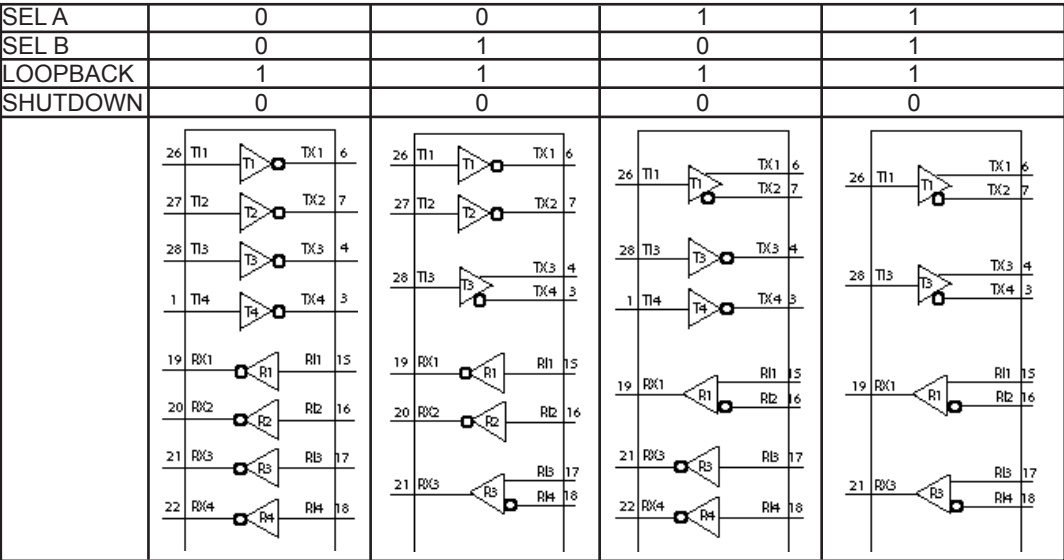 SEL A 0 0 1 1
SEL B 0 1 0 1
LOOPBACK 1 1 1 1
SHUTDOWN 0 0 0 0
26 TI1 T1 TX1 6
27 TI2 T2 TX2 7
28 TI3 T3 TX3 4
1 TI4 T4 TX4 3
19 RX1 R1 RI1 15
20 RX2 R2 RI2 16
21 RX3 R3 RI3 17
22 RX4 R4 RI4 18
26 TI1 T1 TX1 6
27 TI2 T2 TX2 7
28 TI3 T3 TX3 4
TX4 3
19 RX1 R1 RI1 15
20 RX2 R2 RI2 16
21 RX3 R3 RI3 17
RI4 18
26 TI1 T1 TX1 6
TX2 7
28 TI3 T3 TX3 4
1 TI4 T4 TX4 3
19 RX1 R1 RI1 15
RI2 16
21 RX3 R3 RI3 17
22 RX4 R4 RI4 18
26 TI1 T1 TX1 6
TX2 7
28 TI3 T3 TX3 4
TX4 3
19 RX1 R1 RI1 15
RI2 16
21 RX3 R3 RI3 17
RI4 18